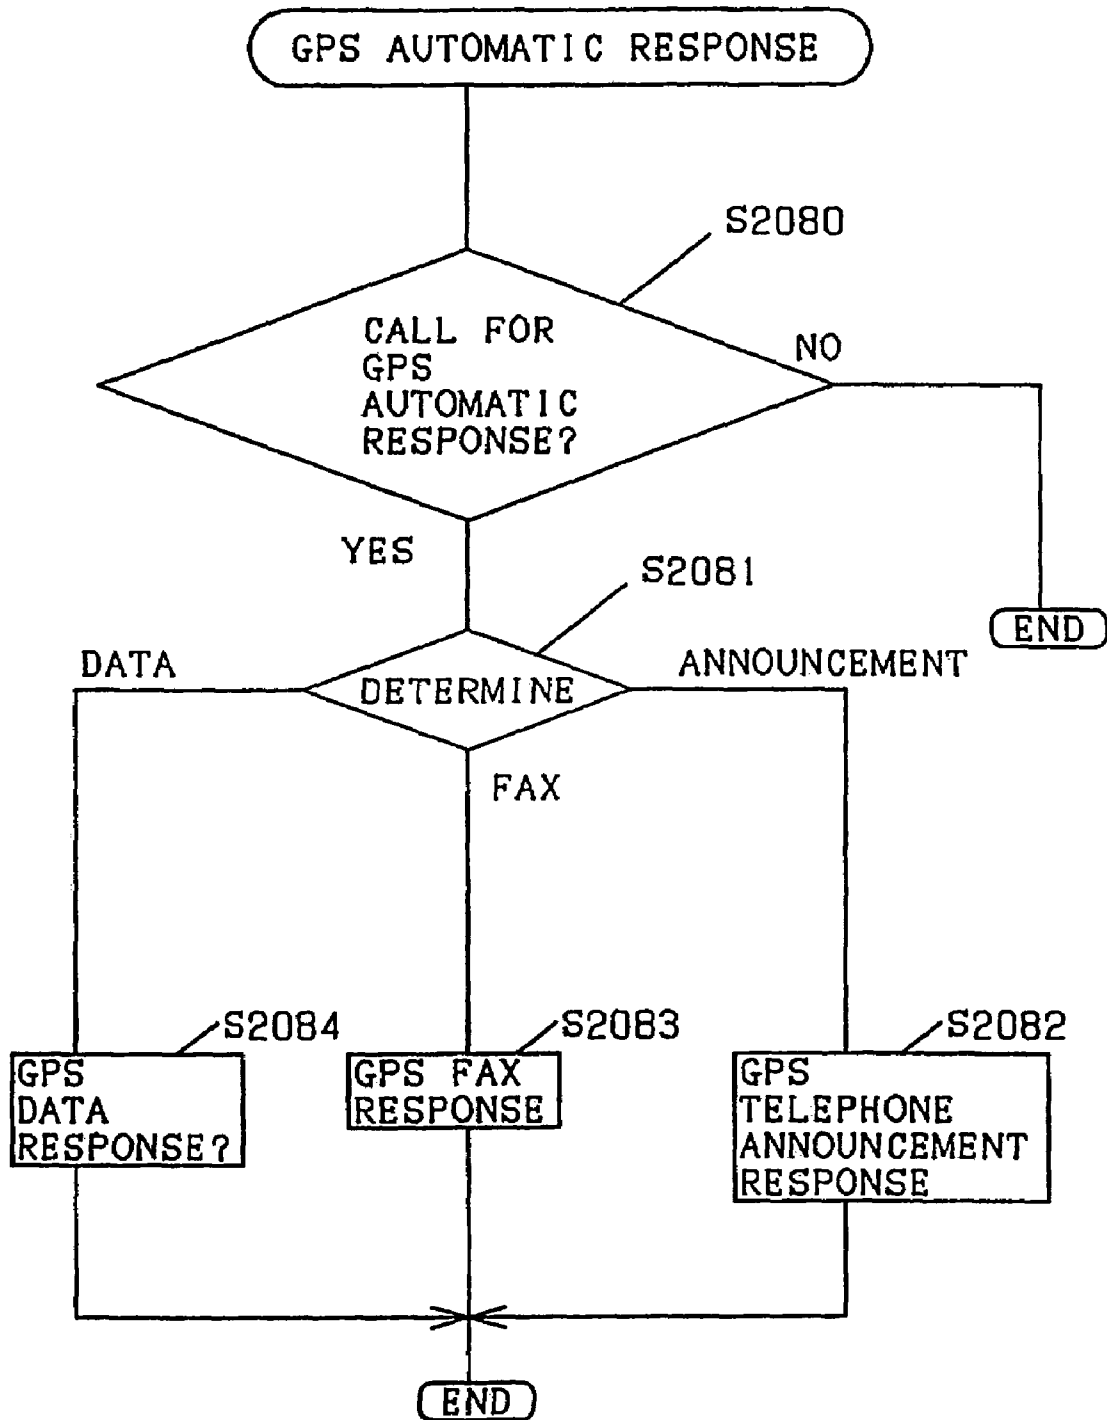 GPS AUTOMATIC RESPONSE
S2080
CALL FOR
GPS
AUTOMATIC
RESPONSE?
NO
YES
S2081
END
DATA
DETERMINE
ANNOUNCEMENT
FAX
S2084
GPS
DATA
RESPONSE?
S2083
GPS FAX
RESPONSE
S2082
GPS
TELEPHONE
ANNOUNCEMENT
RESPONSE
END